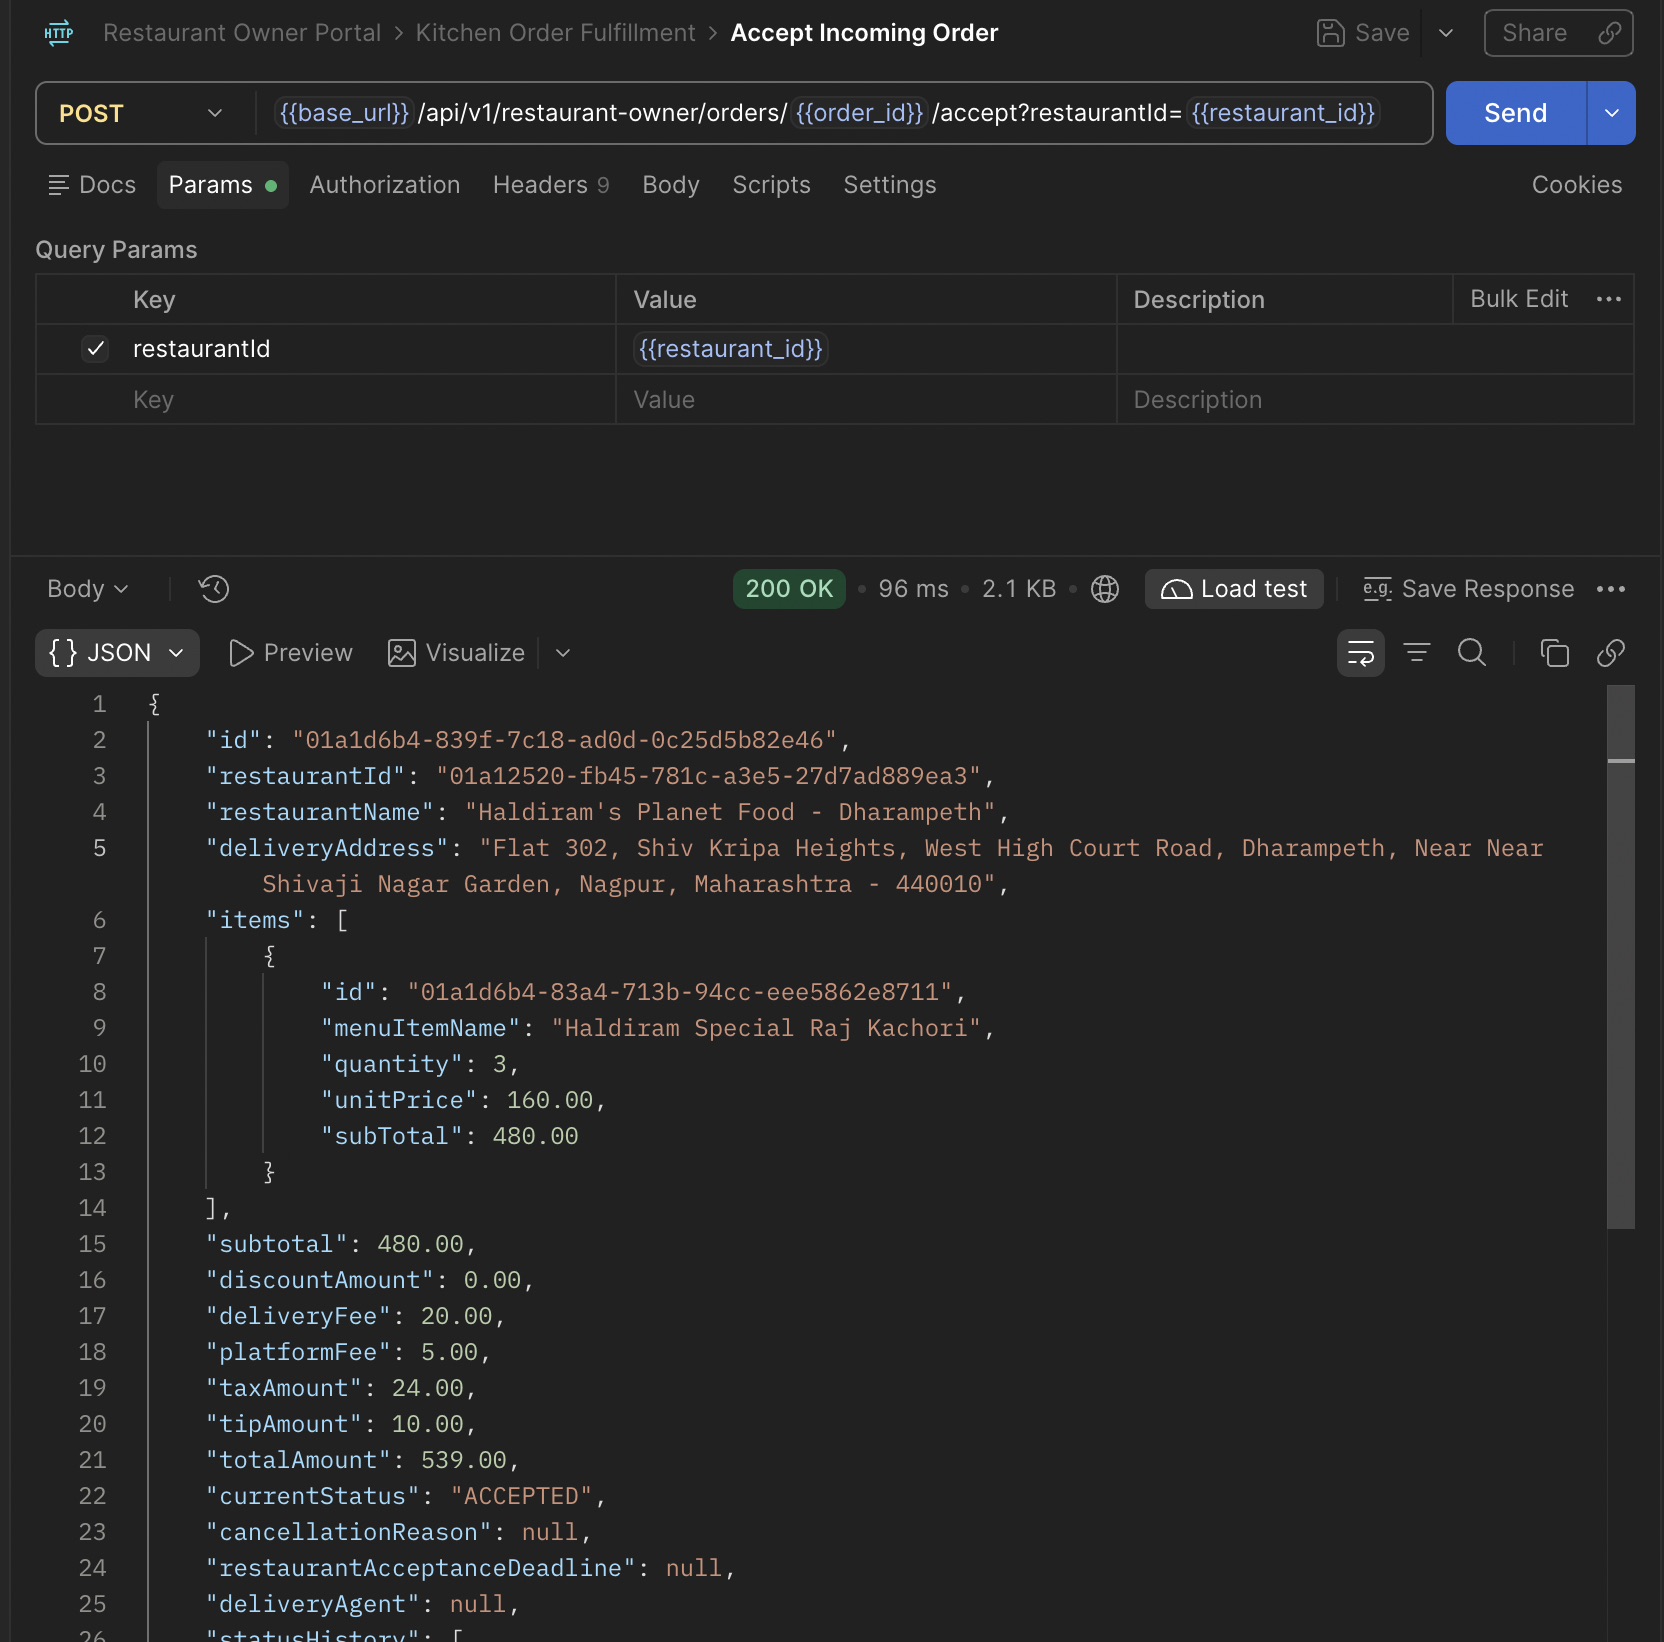 HTTP Restaurant Owner Portal > Kitchen Order Fulfillment > Accept Incoming Order Save Share
POST {{base_url}}/api/v1/restaurant-owner/orders/{{order_id}}/accept?restaurantId={{restaurant_id}} Send
Docs Params Authorization Headers 9 Body Scripts Settings Cookies
Query Params
Key Value Description Bulk Edit
restaurantId {{restaurant_id}}
Key Value Description
Body 200 OK • 96 ms • 2.1 KB • Load test e.g. Save Response
{} JSON Preview Visualize
1 {
2 "id": "01a1d6b4-839f-7c18-ad0d-0c25d5b82e46",
3 "restaurantId": "01a12520-fb45-781c-a3e5-27d7ad889ea3",
4 "restaurantName": "Haldiram's Planet Food - Dharampeth",
5 "deliveryAddress": "Flat 302, Shiv Kripa Heights, West High Court Road, Dharampeth, Near Near
Shivaji Nagar Garden, Nagpur, Maharashtra - 440010",
6 "items": [
7 {
8 "id": "01a1d6b4-83a4-713b-94cc-eee5862e8711",
9 "menuItemName": "Haldiram Special Raj Kachori",
10 "quantity": 3,
11 "unitPrice": 160.00,
12 "subTotal": 480.00
13 }
14 ],
15 "subtotal": 480.00,
16 "discountAmount": 0.00,
17 "deliveryFee": 20.00,
18 "platformFee": 5.00,
19 "taxAmount": 24.00,
20 "tipAmount": 10.00,
21 "totalAmount": 539.00,
22 "currentStatus": "ACCEPTED",
23 "cancellationReason": null,
24 "restaurantAcceptanceDeadline": null,
25 "deliveryAgent": null,
26 "statusHistory": [